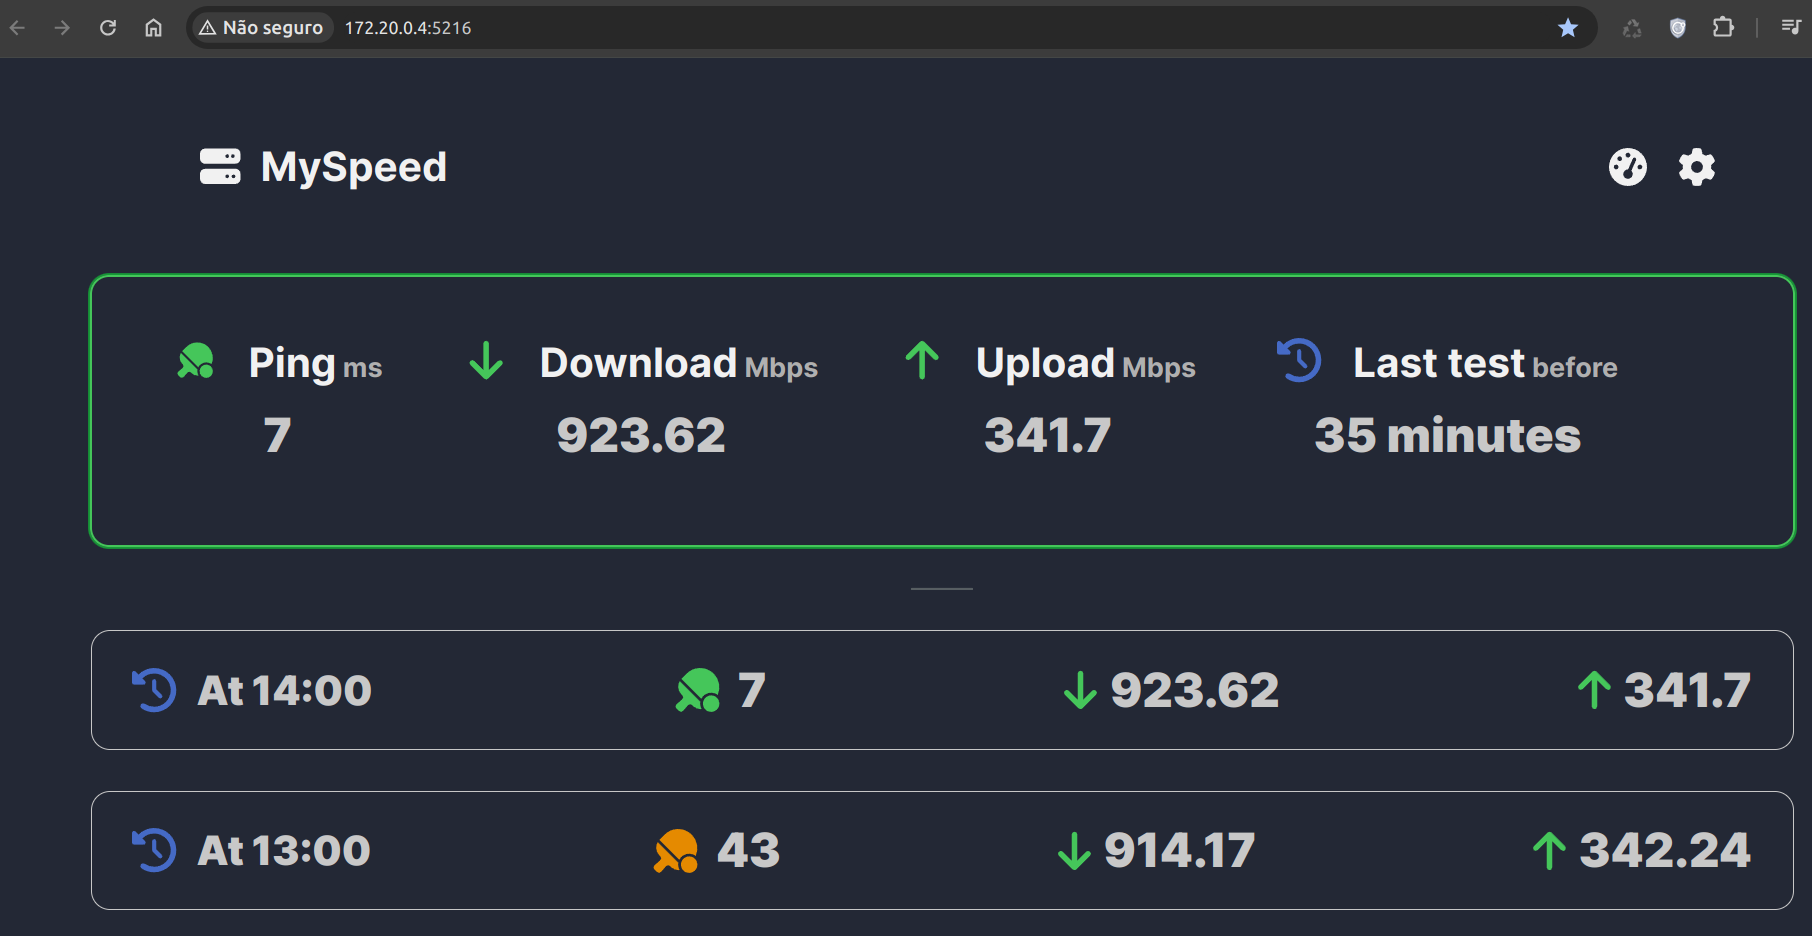 Não seguro 172.20.0.4:5216
MySpeed
Ping ms Download Mbps Upload Mbps Last test before
7 923.62 341.7 35 minutes
At 14:00 7 923.62 341.7
At 13:00 43 914.17 342.24